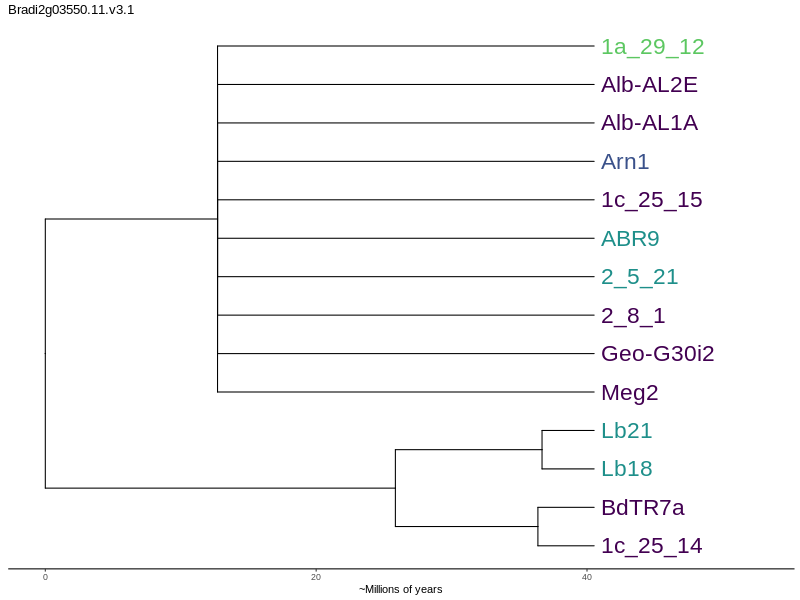 Bradi2g03550.11.v3.1
1a_29_12
Alb-AL2E
Alb-AL1A
Arn1
1c_25_15
ABR9
2_5_21
2_8_1
Geo-G30i2
Meg2
Lb21
Lb18
BdTR7a
1c_25_14
0 20 40
~Millions of years